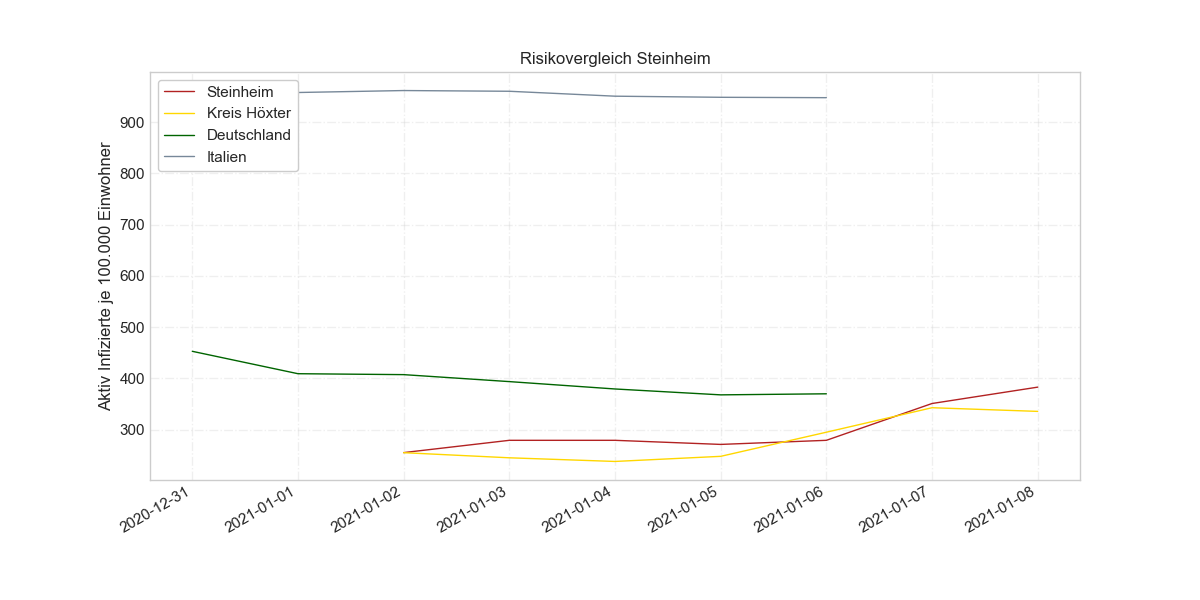 Risikovergleich Steinheim
Steinheim
Kreis Höxter
Deutschland
Italien
Aktiv Infizierte je 100.000 Einwohner
900
800
700
600
500
400
300
2020-12-31
2021-01-01
2021-01-02
2021-01-03
2021-01-04
2021-01-05
2021-01-06
2021-01-07
2021-01-08